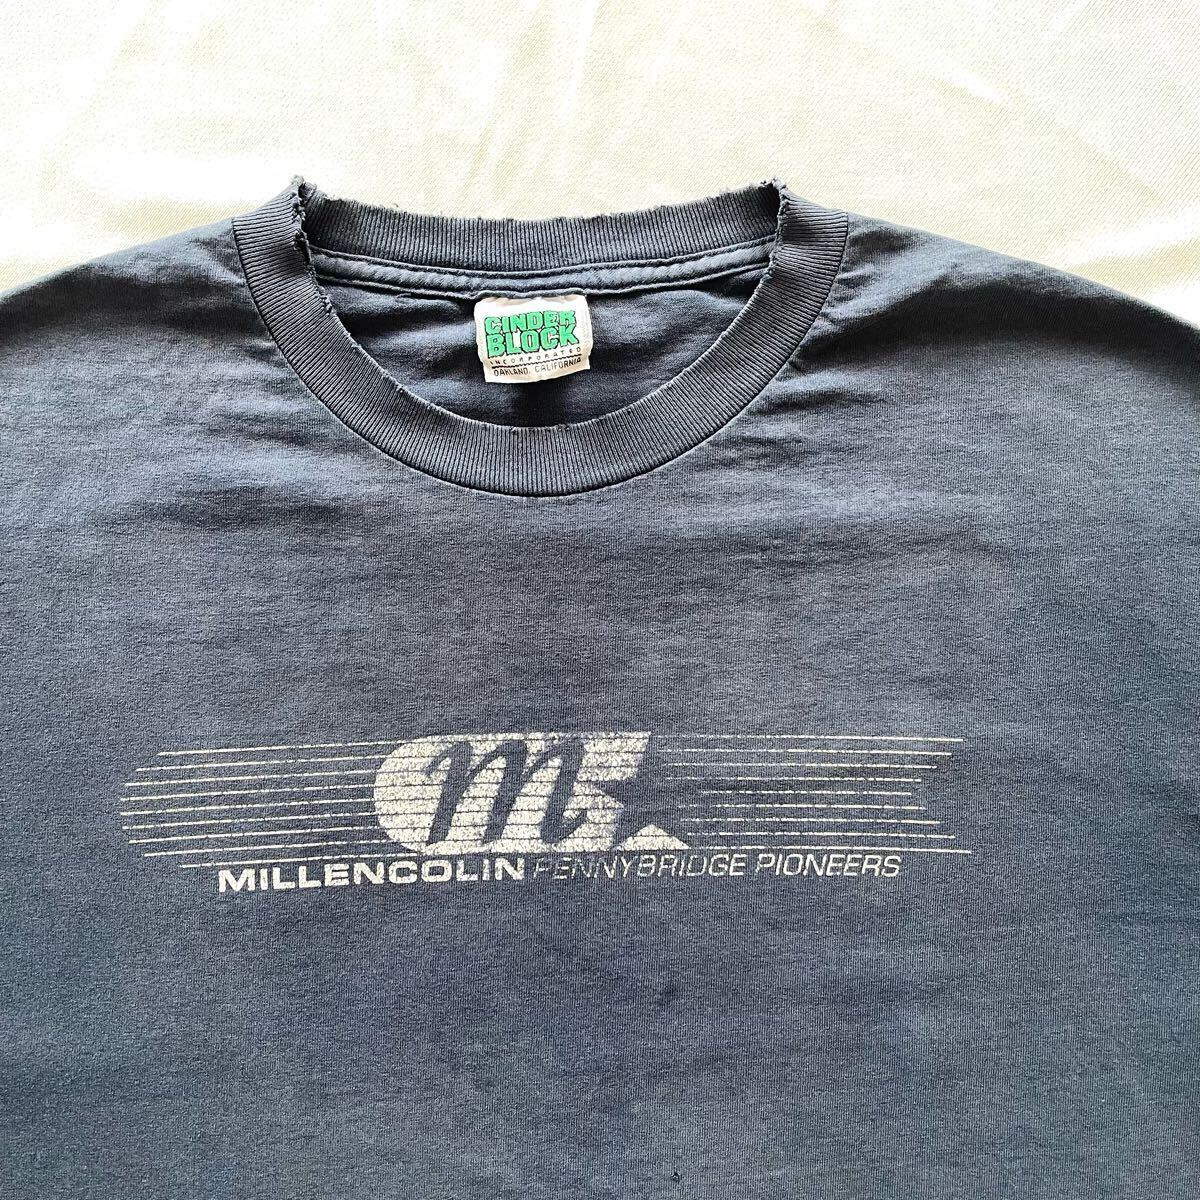 CINDER
BLOCK
INCORPORATED
OAKLAND, CALIFORNIA
m
MILLENCOLIN PENNYBRIDGE PIONEERS